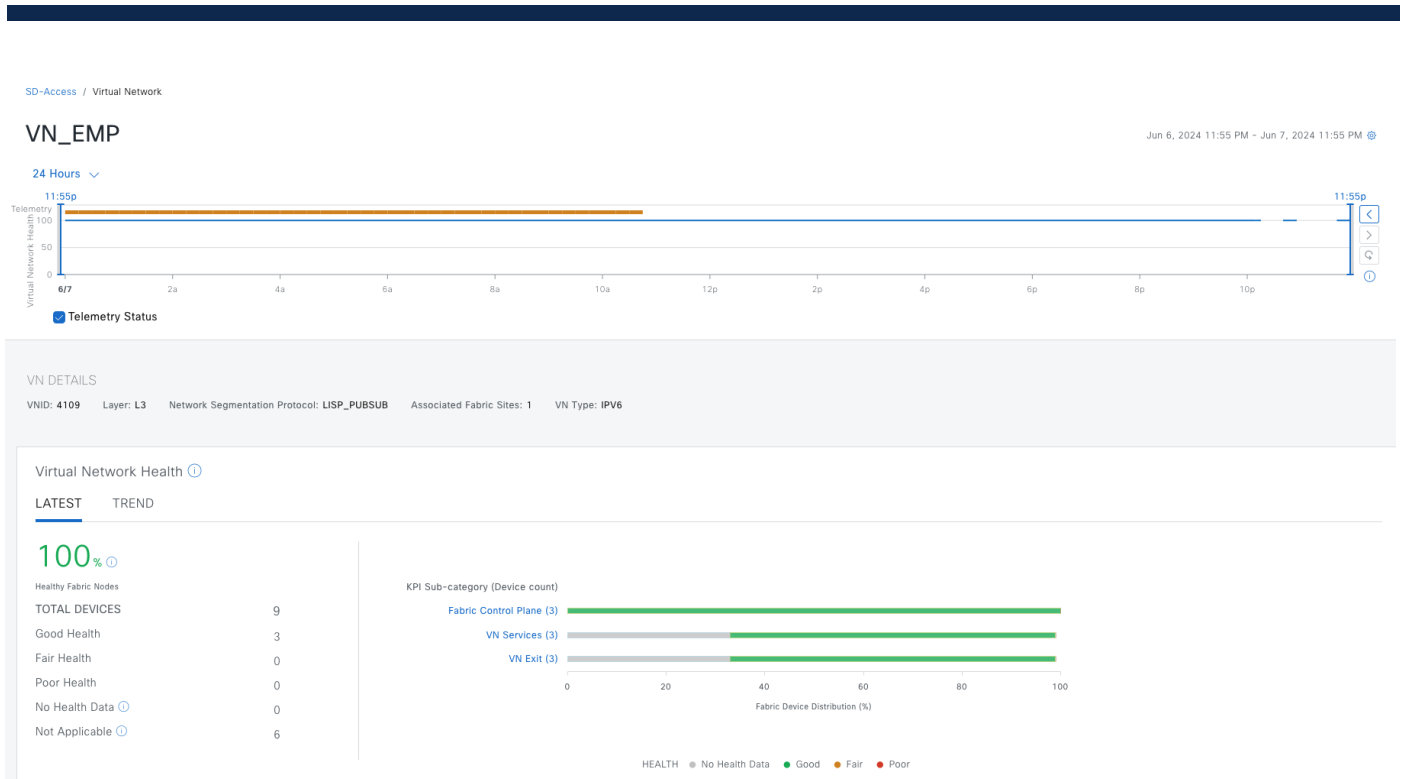 SD-Access / Virtual Network
VN_EMP
Jun 6, 2024 11:55 PM - Jun 7, 2024 11:55 PM
24 Hours
11:55p 11:55p
Telemetry
Virtual Network Health
100
50
0
6/7 2a 4a 6a 8a 10a 12p 2p 4p 6p 8p 10p
Telemetry Status
VN DETAILS
VNID: 4109 Layer: L3 Network Segmentation Protocol: LISP_PUBSUB Associated Fabric Sites: 1 VN Type: IPV6
Virtual Network Health
LATEST TREND
100%
Healthy Fabric Nodes
TOTAL DEVICES 9
Good Health 3
Fair Health 0
Poor Health 0
No Health Data 0
Not Applicable 6
KPI Sub-category (Device count)
Fabric Control Plane (3)
VN Services (3)
VN Exit (3)
0 20 40 60 80 100
Fabric Device Distribution (%)
HEALTH No Health Data Good Fair Poor